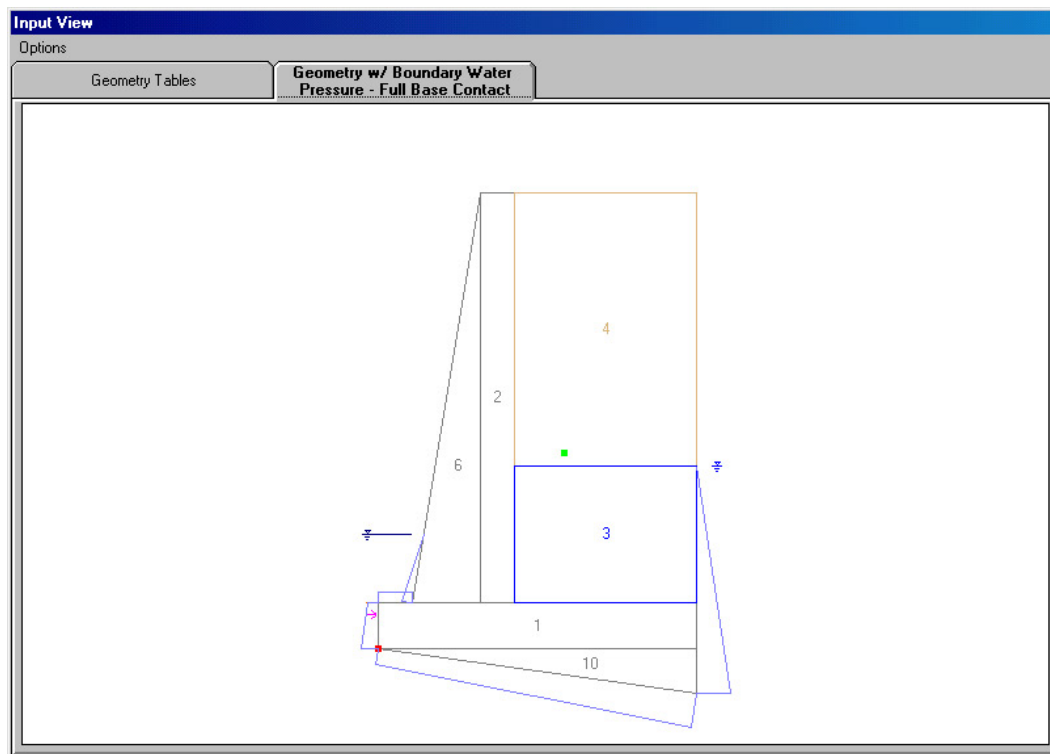 Input View
Options
Geometry Tables
Geometry w/ Boundary Water
Pressure - Full Base Contact
4
2
6
3
1
10